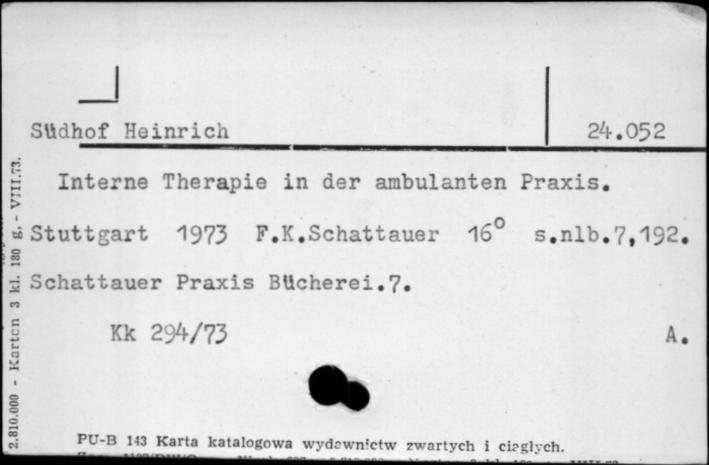 Südhof Heinrich 24.052
Interne Therapie in der ambulanten Praxis.
Stuttgart 1973 F.K.Schattauer 16° s.nlb.7,192.
Schattauer Praxis Bücherei.7.
Kk 294/73 A.
PU-B 143 Karta katalogowa wydawnictw zwartych i ciągłych.
2.810.000 - Karton 3 kl. 180 g. - VIII.73.